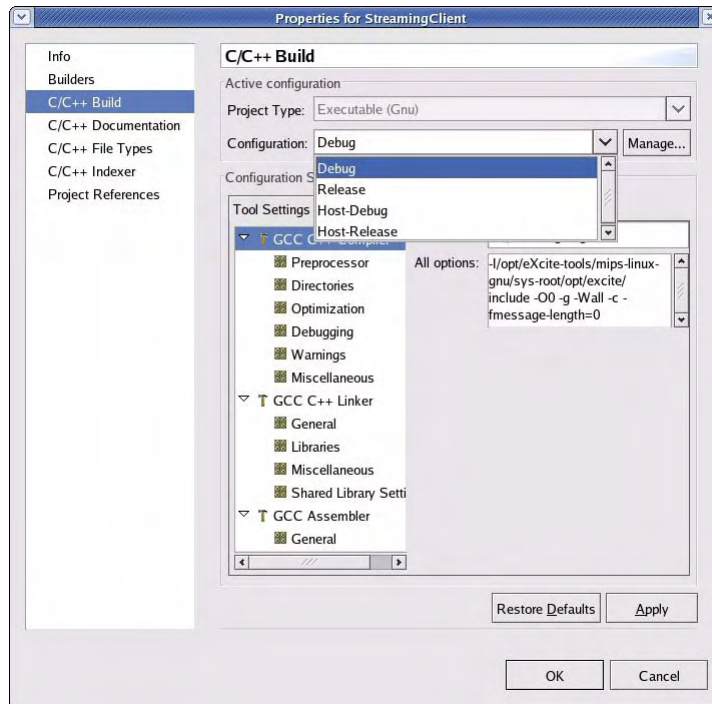 Properties for StreamingClient
Info
Builders
C/C++ Build
C/C++ Documentation
C/C++ File Types
C/C++ Indexer
Project References
C/C++ Build
Active configuration
Project Type: Executable (Gnu)
Configuration: Debug Manage...
Debug
Release
Host-Debug
Host-Release
Configuration S
Tool Settings
GCC C++ Compiler
Preprocessor
Directories
Optimization
Debugging
Warnings
Miscellaneous
GCC C++ Linker
General
Libraries
Miscellaneous
Shared Library Setti
GCC Assembler
General
All options: -I/opt/eXcite-tools/mips-linux-
gnu/sys-root/opt/excite/
include -O0 -g -Wall -c -
fmessage-length=0
Restore Defaults Apply
OK Cancel